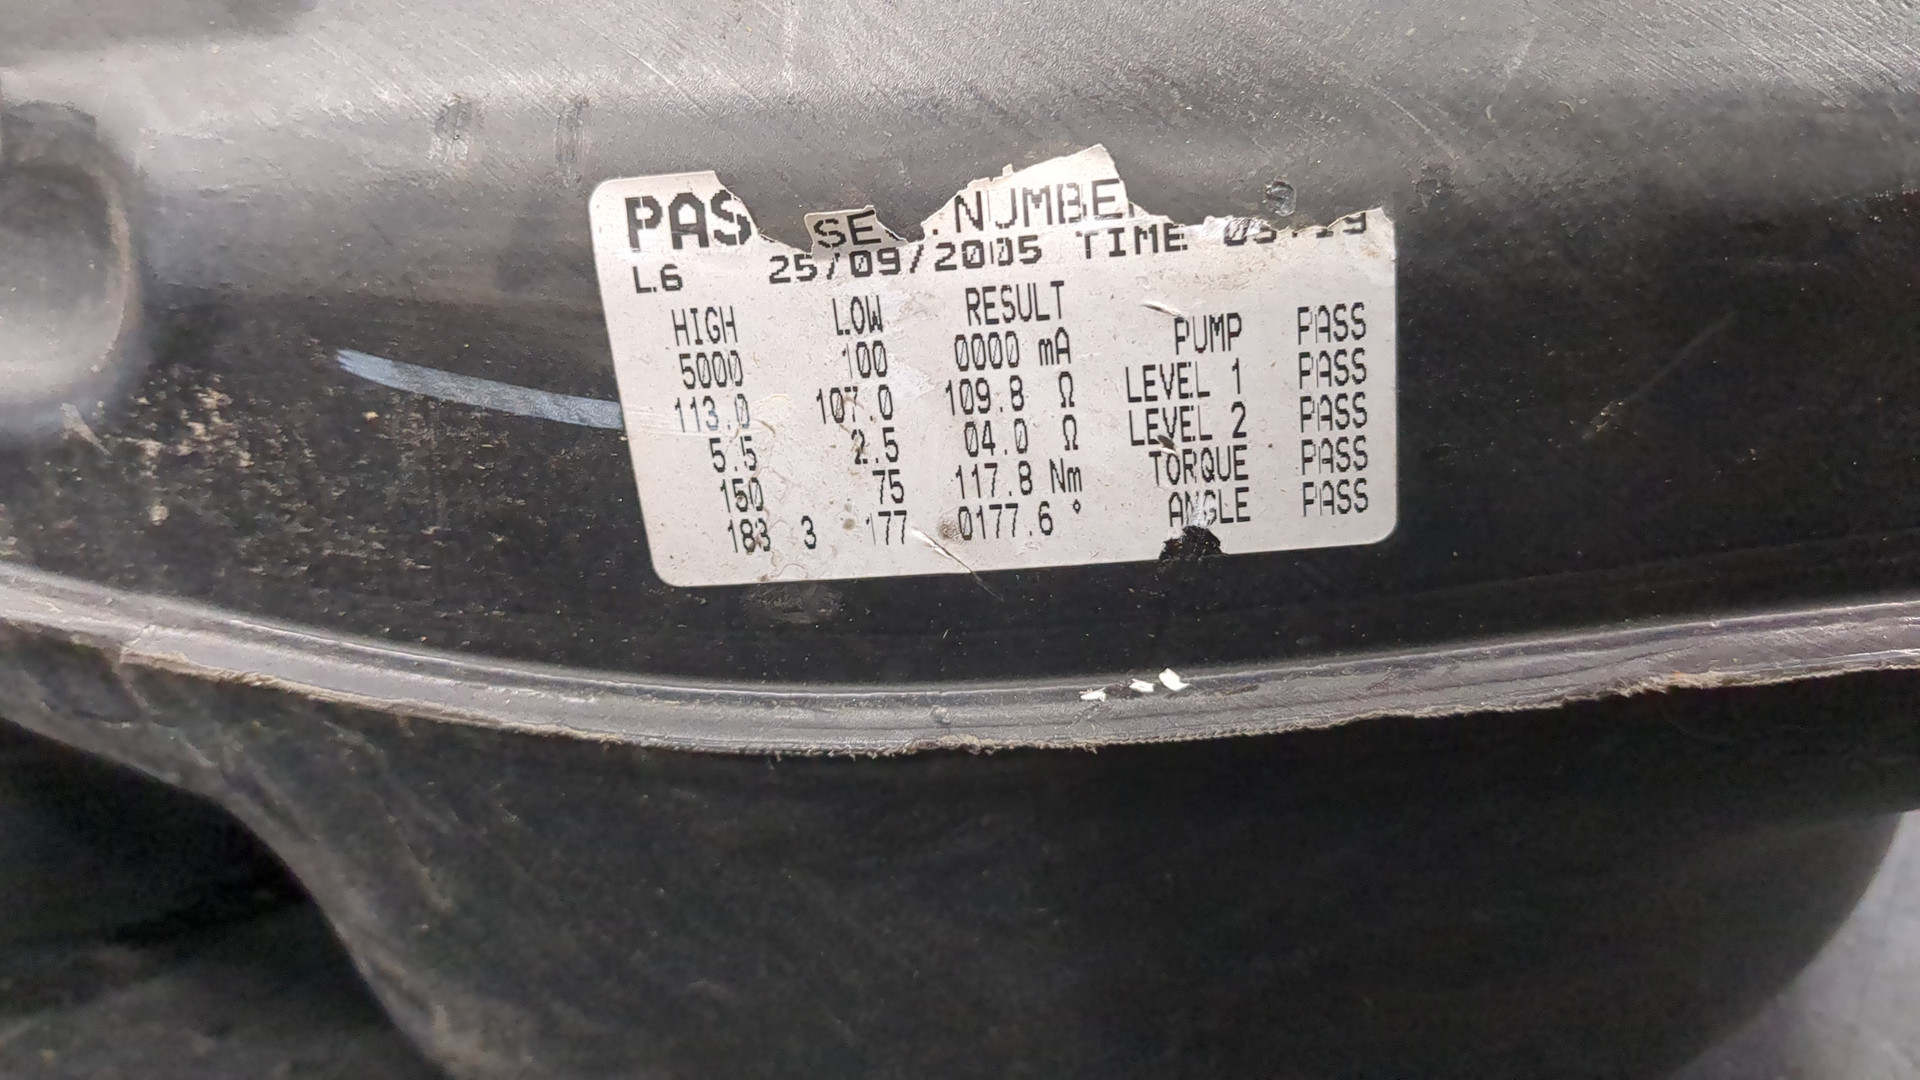 PAS SE NUMBE
L6 25/09/2005 TIME
HIGH LOW RESULT
5000 100 0000 mA PUMP PASS
113.0 107.0 109.8 Ω LEVEL 1 PASS
5.5 2.5 04.0 Ω LEVEL 2 PASS
150 75 117.8 Nm TORQUE PASS
183 3 177 0177.6 ° ANGLE PASS